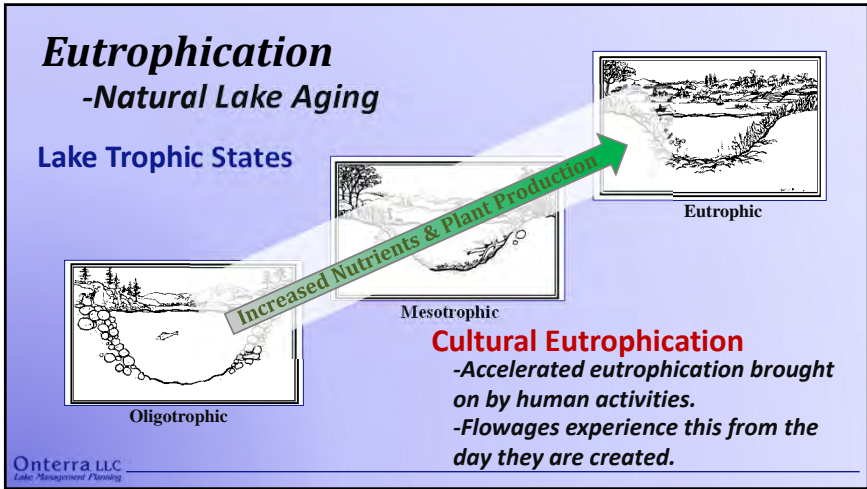 Eutrophication
-Natural Lake Aging
Lake Trophic States
Increased Nutrients & Plant Production
Eutrophic
Mesotrophic
Oligotrophic
Cultural Eutrophication
-Accelerated eutrophication brought
on by human activities.
-Flowages experience this from the
day they are created.
Onterra LLC
Lake Management Planning